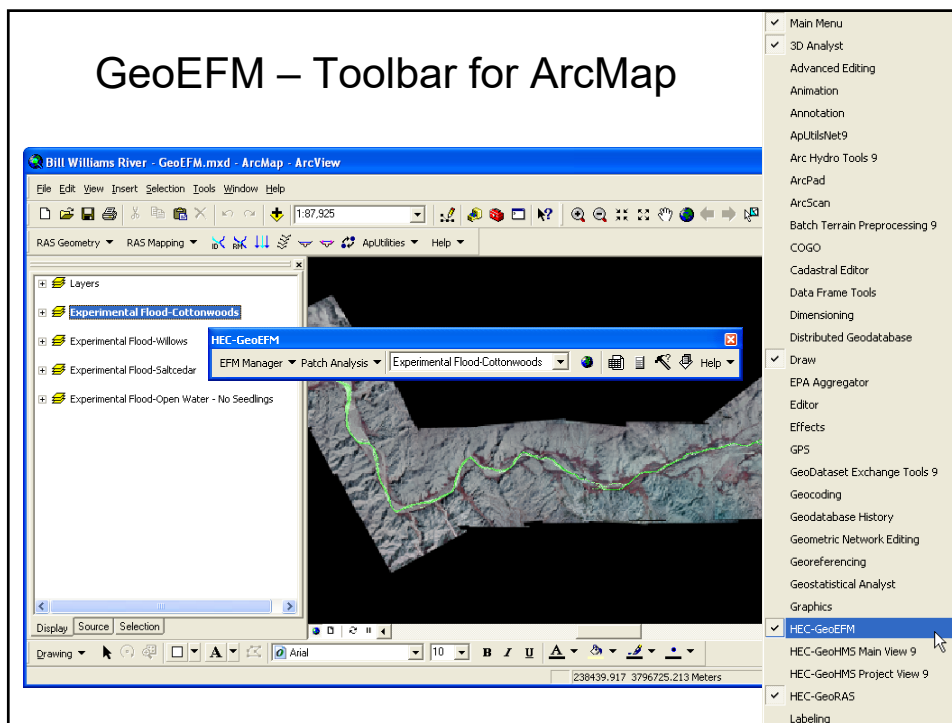 GeoEFM – Toolbar for ArcMap
Bill Williams River - GeoEFM.mxd - ArcMap - ArcView
File Edit View Insert Selection Tools Window Help
1:87,925
RAS Geometry RAS Mapping ID RAS ApUtilities Help
Layers
Experimental Flood-Cottonwoods
Experimental Flood-Willows
Experimental Flood-Saltcedar
Experimental Flood-Open Water - No Seedlings
HEC-GeoEFM
EFM Manager Patch Analysis Experimental Flood-Cottonwoods Help
Display Source Selection
Drawing A Arial 10 B I U A
238439.917 3796725.213 Meters
Main Menu
3D Analyst
Advanced Editing
Animation
Annotation
ApUtilsNet9
Arc Hydro Tools 9
ArcPad
ArcScan
Batch Terrain Preprocessing 9
COGO
Cadastral Editor
Data Frame Tools
Dimensioning
Distributed Geodatabase
Draw
EPA Aggregator
Editor
Effects
GPS
GeoDataset Exchange Tools 9
Geocoding
Geodatabase History
Geometric Network Editing
Georeferencing
Geostatistical Analyst
Graphics
HEC-GeoEFM
HEC-GeoHMS Main View 9
HEC-GeoHMS Project View 9
HEC-GeoRAS
Labeling